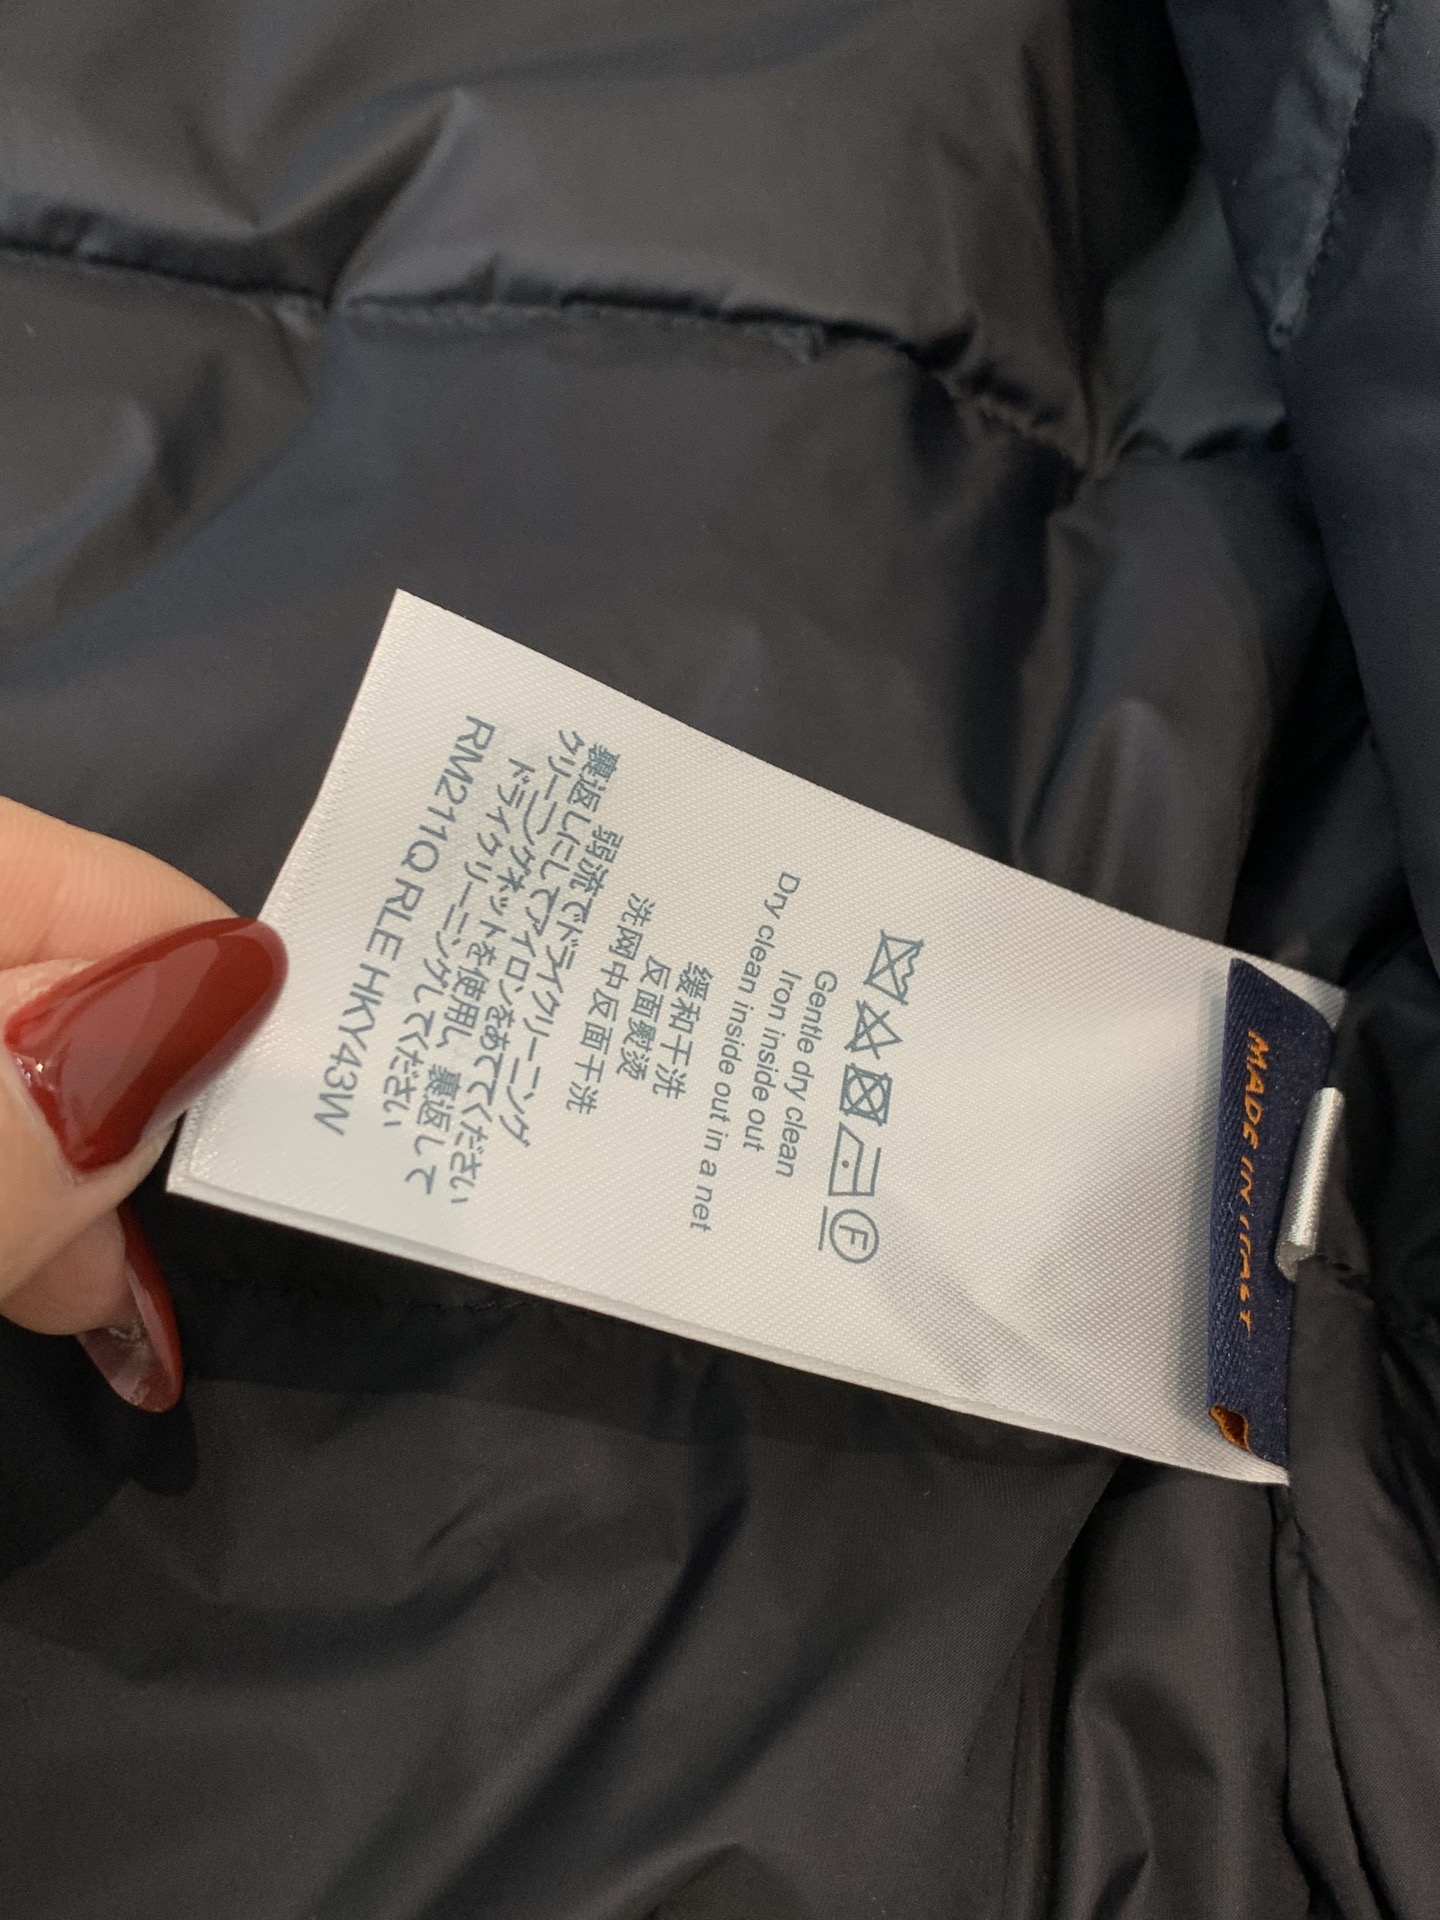 Gentle dry clean
Iron inside out
Dry clean inside out in a net
缓和干洗
反面熨烫
洗网中反面干洗
弱流でドライクリーニング
裏返しにしてアイロンをあててください
クリーニングネットを使用し、裏返して
ドライクリーニングしてください
RM211Q RLE HKY43W
MADE IN ITALY